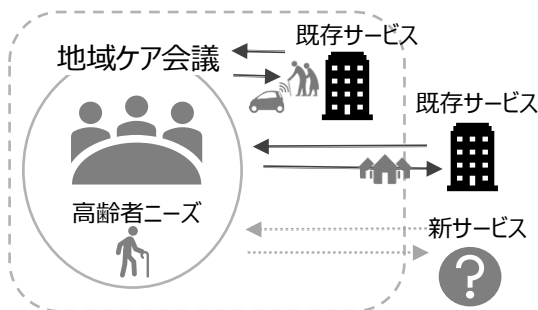 既存サービス
地域ケア会議
既存サービス
高齢者ニーズ
新サービス
?